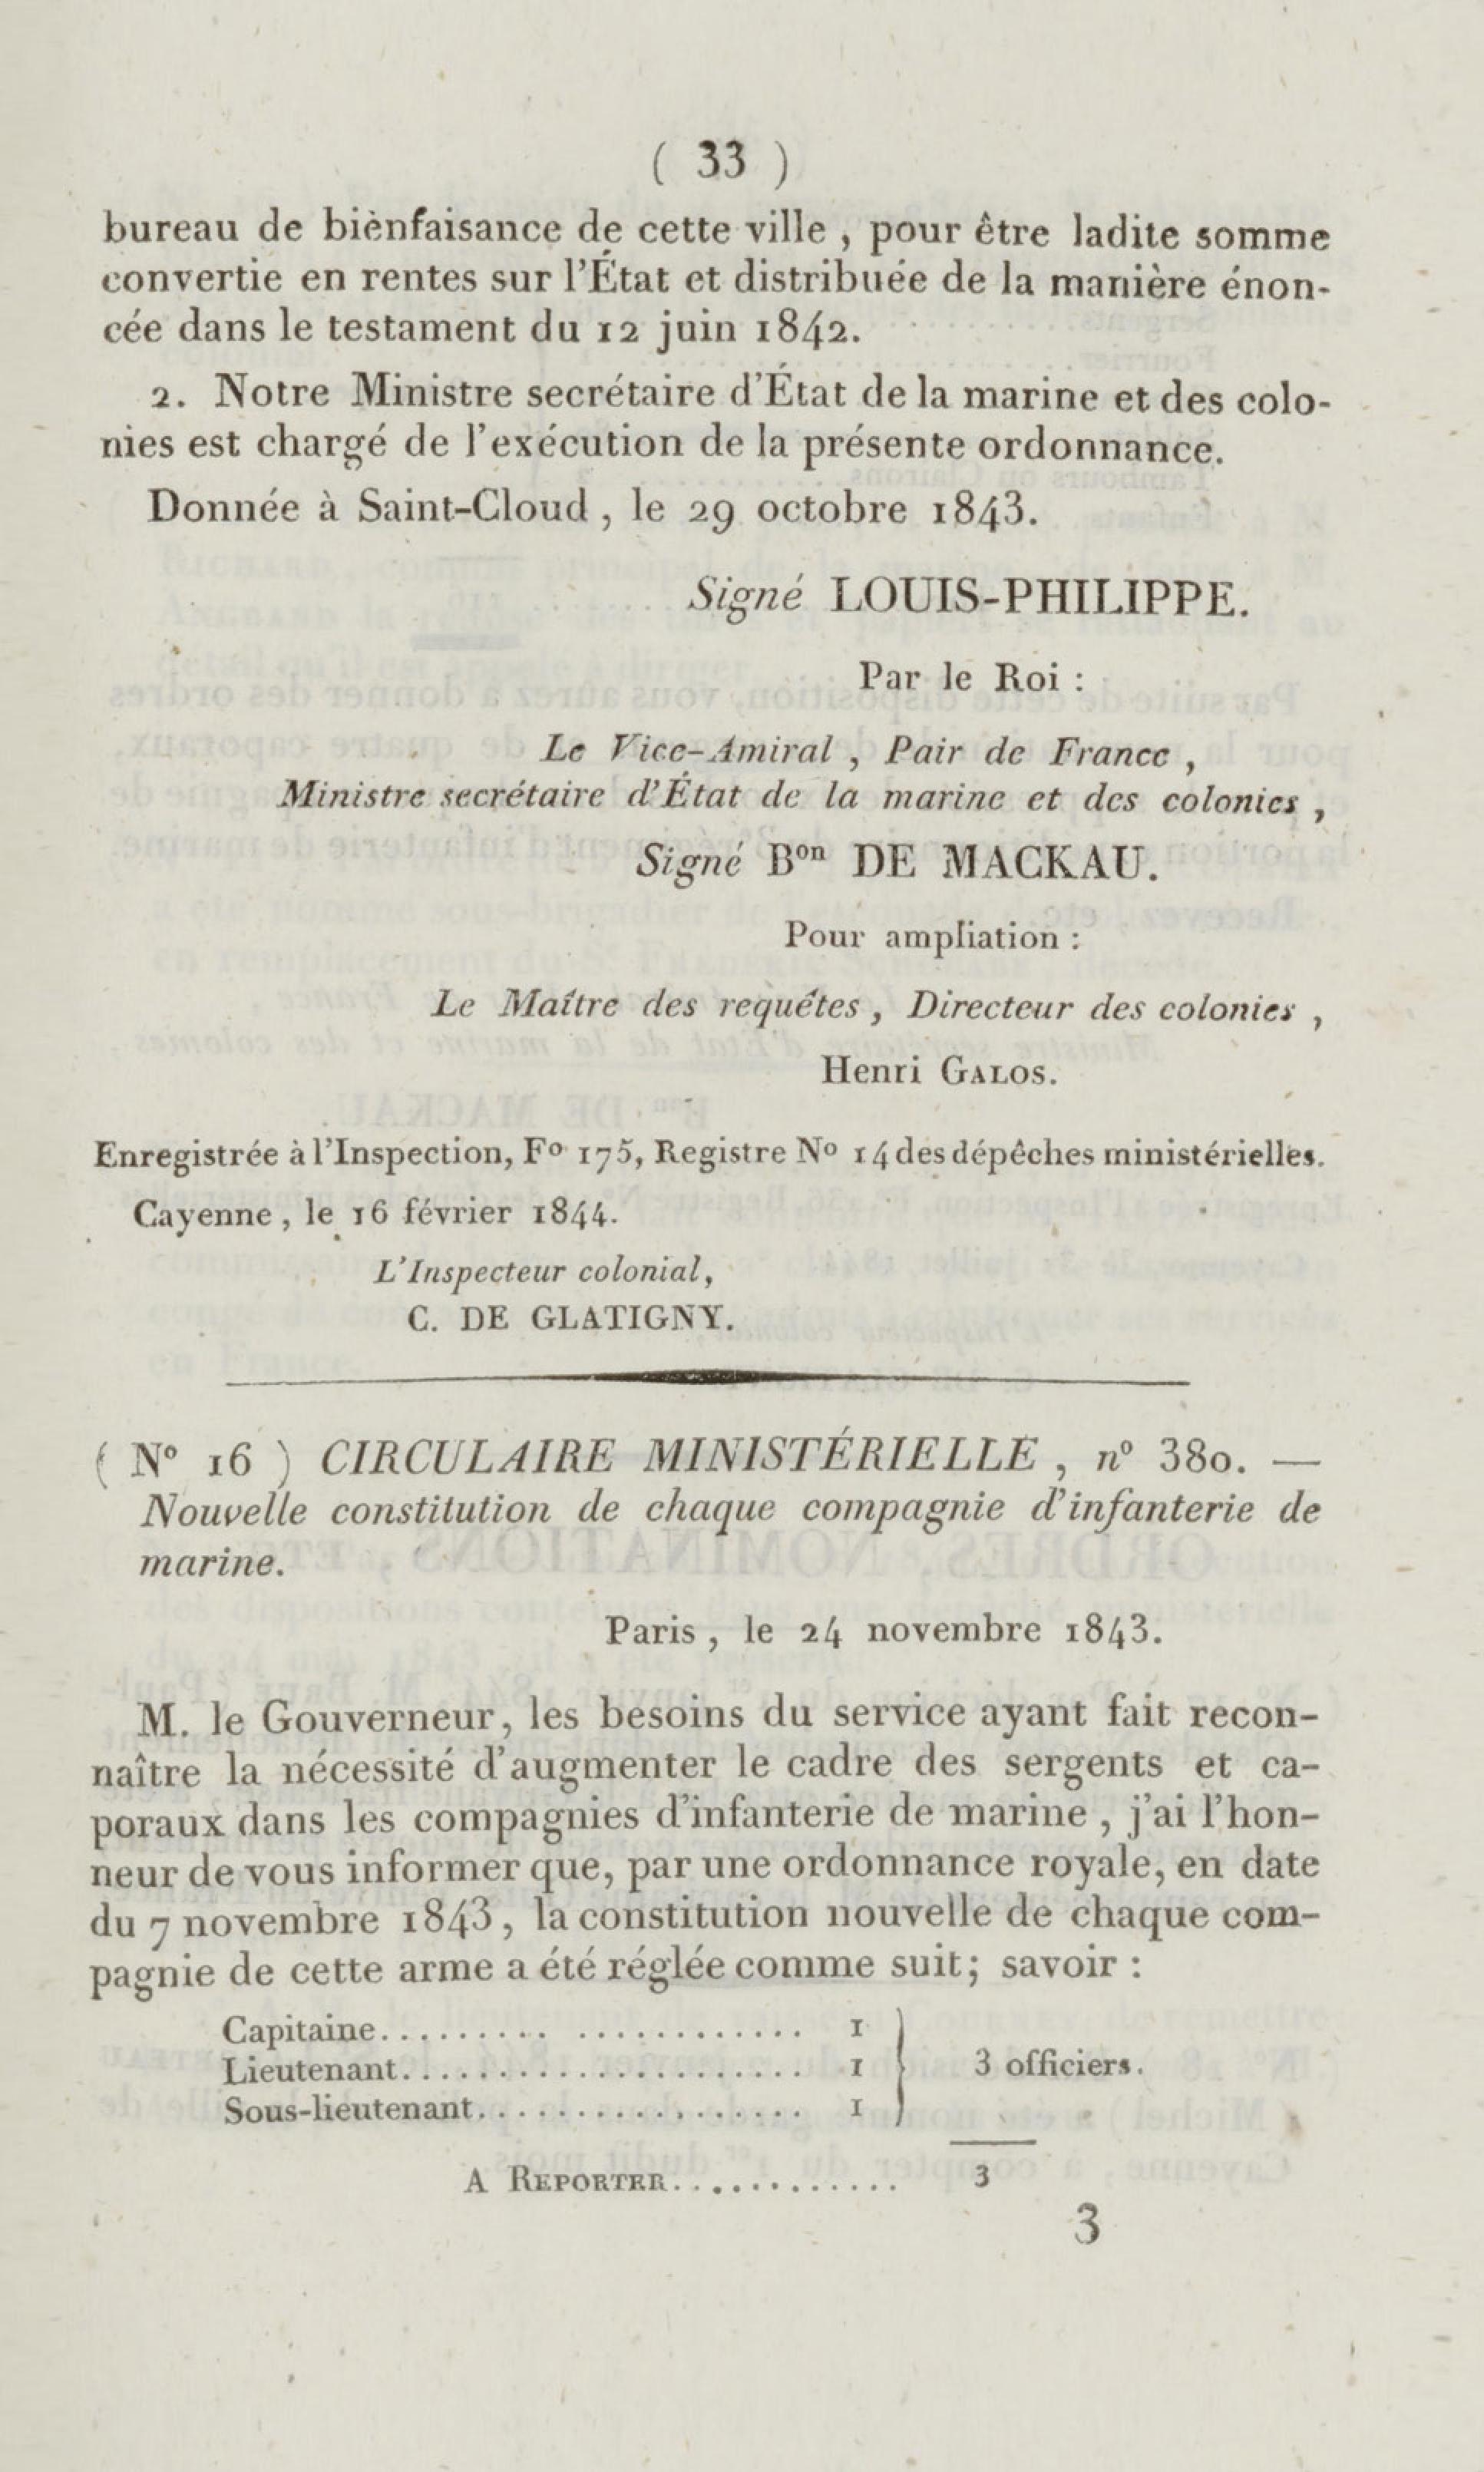 ( 33 )
bureau de bienfaisance de cette ville , pour être ladite somme
convertie en rentes sur l'État et distribuée de la manière énon-
cée dans le testament du 12 juin 1842.
2. Notre Ministre secrétaire d'État de la marine et des colo-
nies est chargé de l'exécution de la présente ordonnance.
Donnée à Saint-Cloud , le 29 octobre 1843.
Signé LOUIS-PHILIPPE.
Par le Roi :
Le Vice-Amiral , Pair de France ,
Ministre secrétaire d'État de la marine et des colonies ,
Signé Bon DE MACKAU.
Pour ampliation :
Le Maître des requêtes , Directeur des colonies ,
Henri GALOS.
Enregistrée à l'Inspection, Fo 175, Registre No 14 des dépêches ministérielles.
Cayenne , le 16 février 1844.
L'Inspecteur colonial,
C. DE GLATIGNY.
( No 16 ) CIRCULAIRE MINISTÉRIELLE , no 380. —
Nouvelle constitution de chaque compagnie d'infanterie de
marine.
Paris , le 24 novembre 1843.
M. le Gouverneur, les besoins du service ayant fait recon-
naître la nécessité d'augmenter le cadre des sergents et ca-
poraux dans les compagnies d'infanterie de marine , j'ai l'hon-
neur de vous informer que, par une ordonnance royale, en date
du 7 novembre 1843, la constitution nouvelle de chaque com-
pagnie de cette arme a été réglée comme suit; savoir :
Capitaine...................... 1
Lieutenant..................... 1 } 3 officiers.
Sous-lieutenant.................. 1
A REPORTER............. 3
3